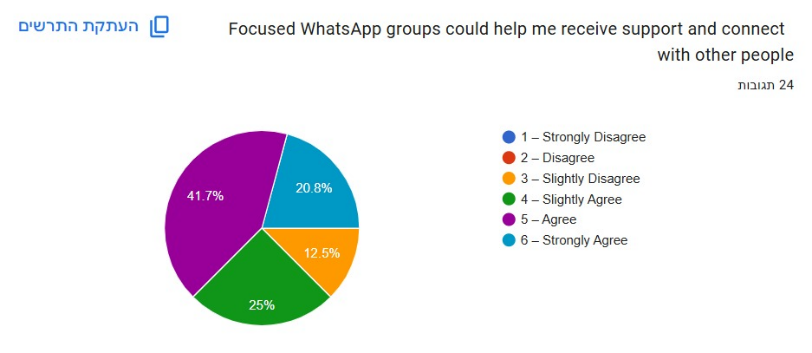 העתקת התרשים
Focused WhatsApp groups could help me receive support and connect
with other people
24 תגובות
1 – Strongly Disagree
2 – Disagree
3 – Slightly Disagree
4 – Slightly Agree
5 – Agree
6 – Strongly Agree
41.7%
20.8%
12.5%
25%